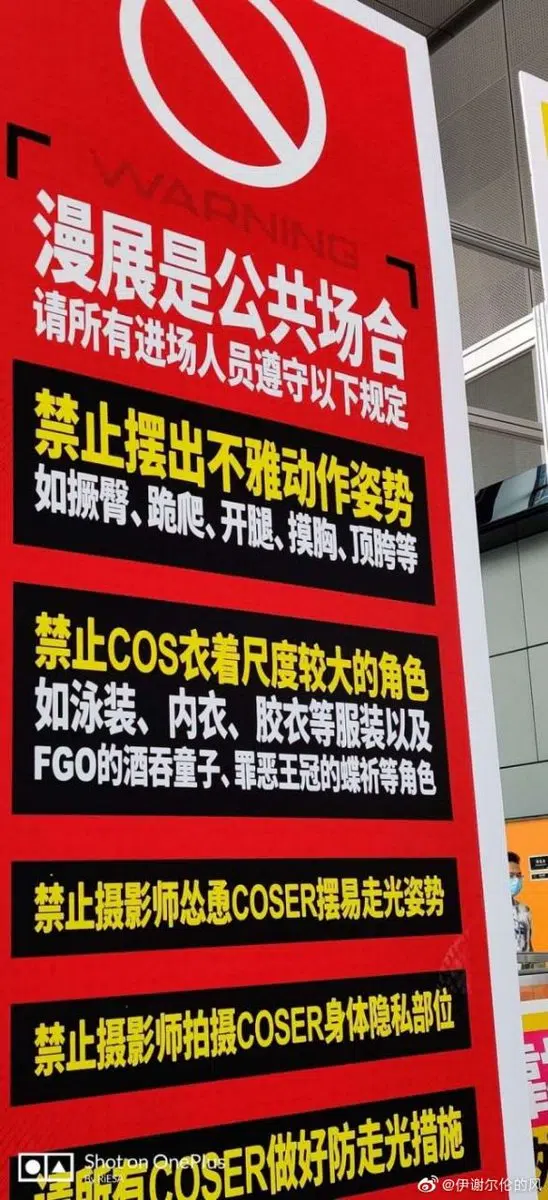 WARNING
漫展是公共场合
请所有进场人员遵守以下规定
禁止摆出不雅动作姿势
如撅臀、跪爬、开腿、摸胸、顶胯等
禁止COS衣着尺度较大的角色
如泳装、内衣、胶衣等服装以及
FGO的酒吞童子、罪恶王冠的蝶祈等角色
禁止摄影师怂恿COSER摆易走光姿势
禁止摄影师拍摄COSER身体隐私部位
请所有COSER做好防走光措施
Shot on OnePlus
By RiESA
@伊谢尔伦的风